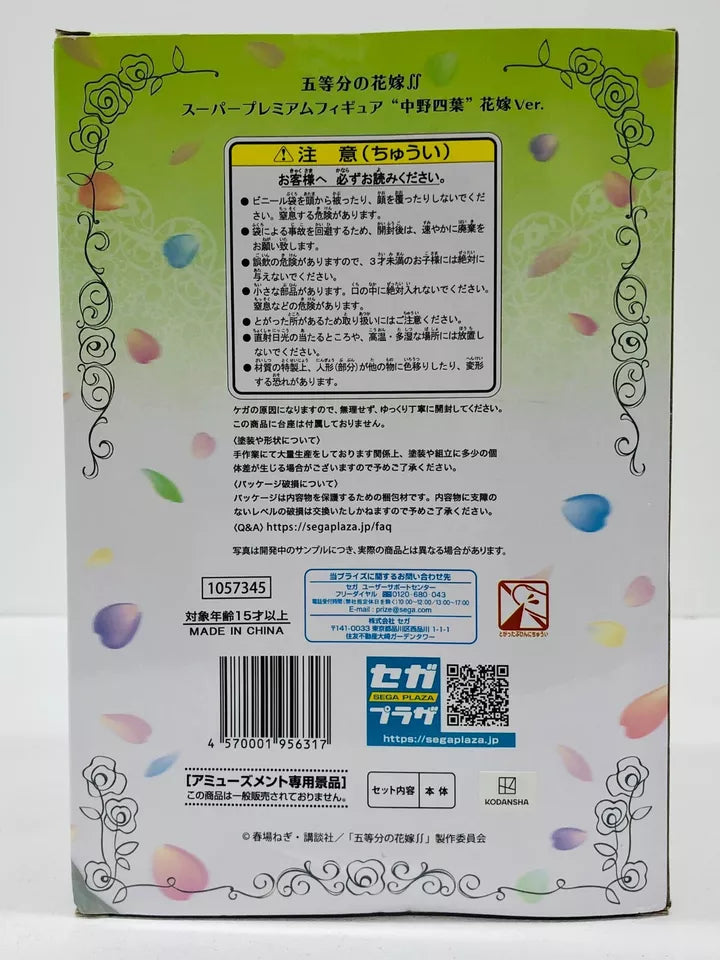 五等分の花嫁∬
スーパープレミアムフィギュア “中野四葉” 花嫁Ver.
⚠注 意(ちゅうい)
お客様へ 必ずお読みください。
●ビニール袋を頭から被ったり、顔を覆ったりしないでくだ
さい。窒息する危険があります。
●袋による事故を回避するため、開封後は、速やかに廃棄を
お願い致します。
●誤飲の危険がありますので、3才未満のお子様には絶対に
与えないでください。
●小さな部品があります。口の中に絶対入れないでください。
窒息などの危険があります。
●とがった所があるため取り扱いにはご注意ください。
●直射日光の当たるところや、高温・多湿な場所には放置し
ないでください。
●材質の特製上、人形(部分)が他の物に色移りしたり、変形
する恐れがあります。
ケガの原因になりますので、無理せず、ゆっくり丁寧に開封してください。
この商品に台座は付属しておりません。
〈塗装や形状について〉
手作業にて大量生産をしております関係上、塗装や組立に多少の個
体差が生じる場合がございますので予めご了承ください。
〈パッケージ破損について〉
パッケージは内容物を保護するための梱包材です。内容物に支障の
ないレベルの破損は交換いたしかねますので予めご了承ください。
〈Q&A〉https://segaplaza.jp/faq
写真は開発中のサンプルにつき、実際の商品とは異なる場合があります。
1057345
対象年齢15才以上
MADE IN CHINA
当プライズに関するお問い合わせ先
セガ ユーザーサポートセンター
フリーダイヤル 0120-680-043
電話受付時間(弊社指定休日を除く)10:00~12:00/13:00~17:00
E-mail : prize@sega.com
株式会社 セガ
〒141-0033 東京都品川区西品川 1-1-1
住友不動産大崎ガーデンタワー
とがったぶひんにちゅうい
4 570001 956317
セガ
SEGA PLAZA
プラザ
https://segaplaza.jp
[アミューズメント専用景品]
この商品は一般販売されておりません。
セット内容 本体
KODANSHA
© 春場ねぎ・講談社/「五等分の花嫁∬」製作委員会